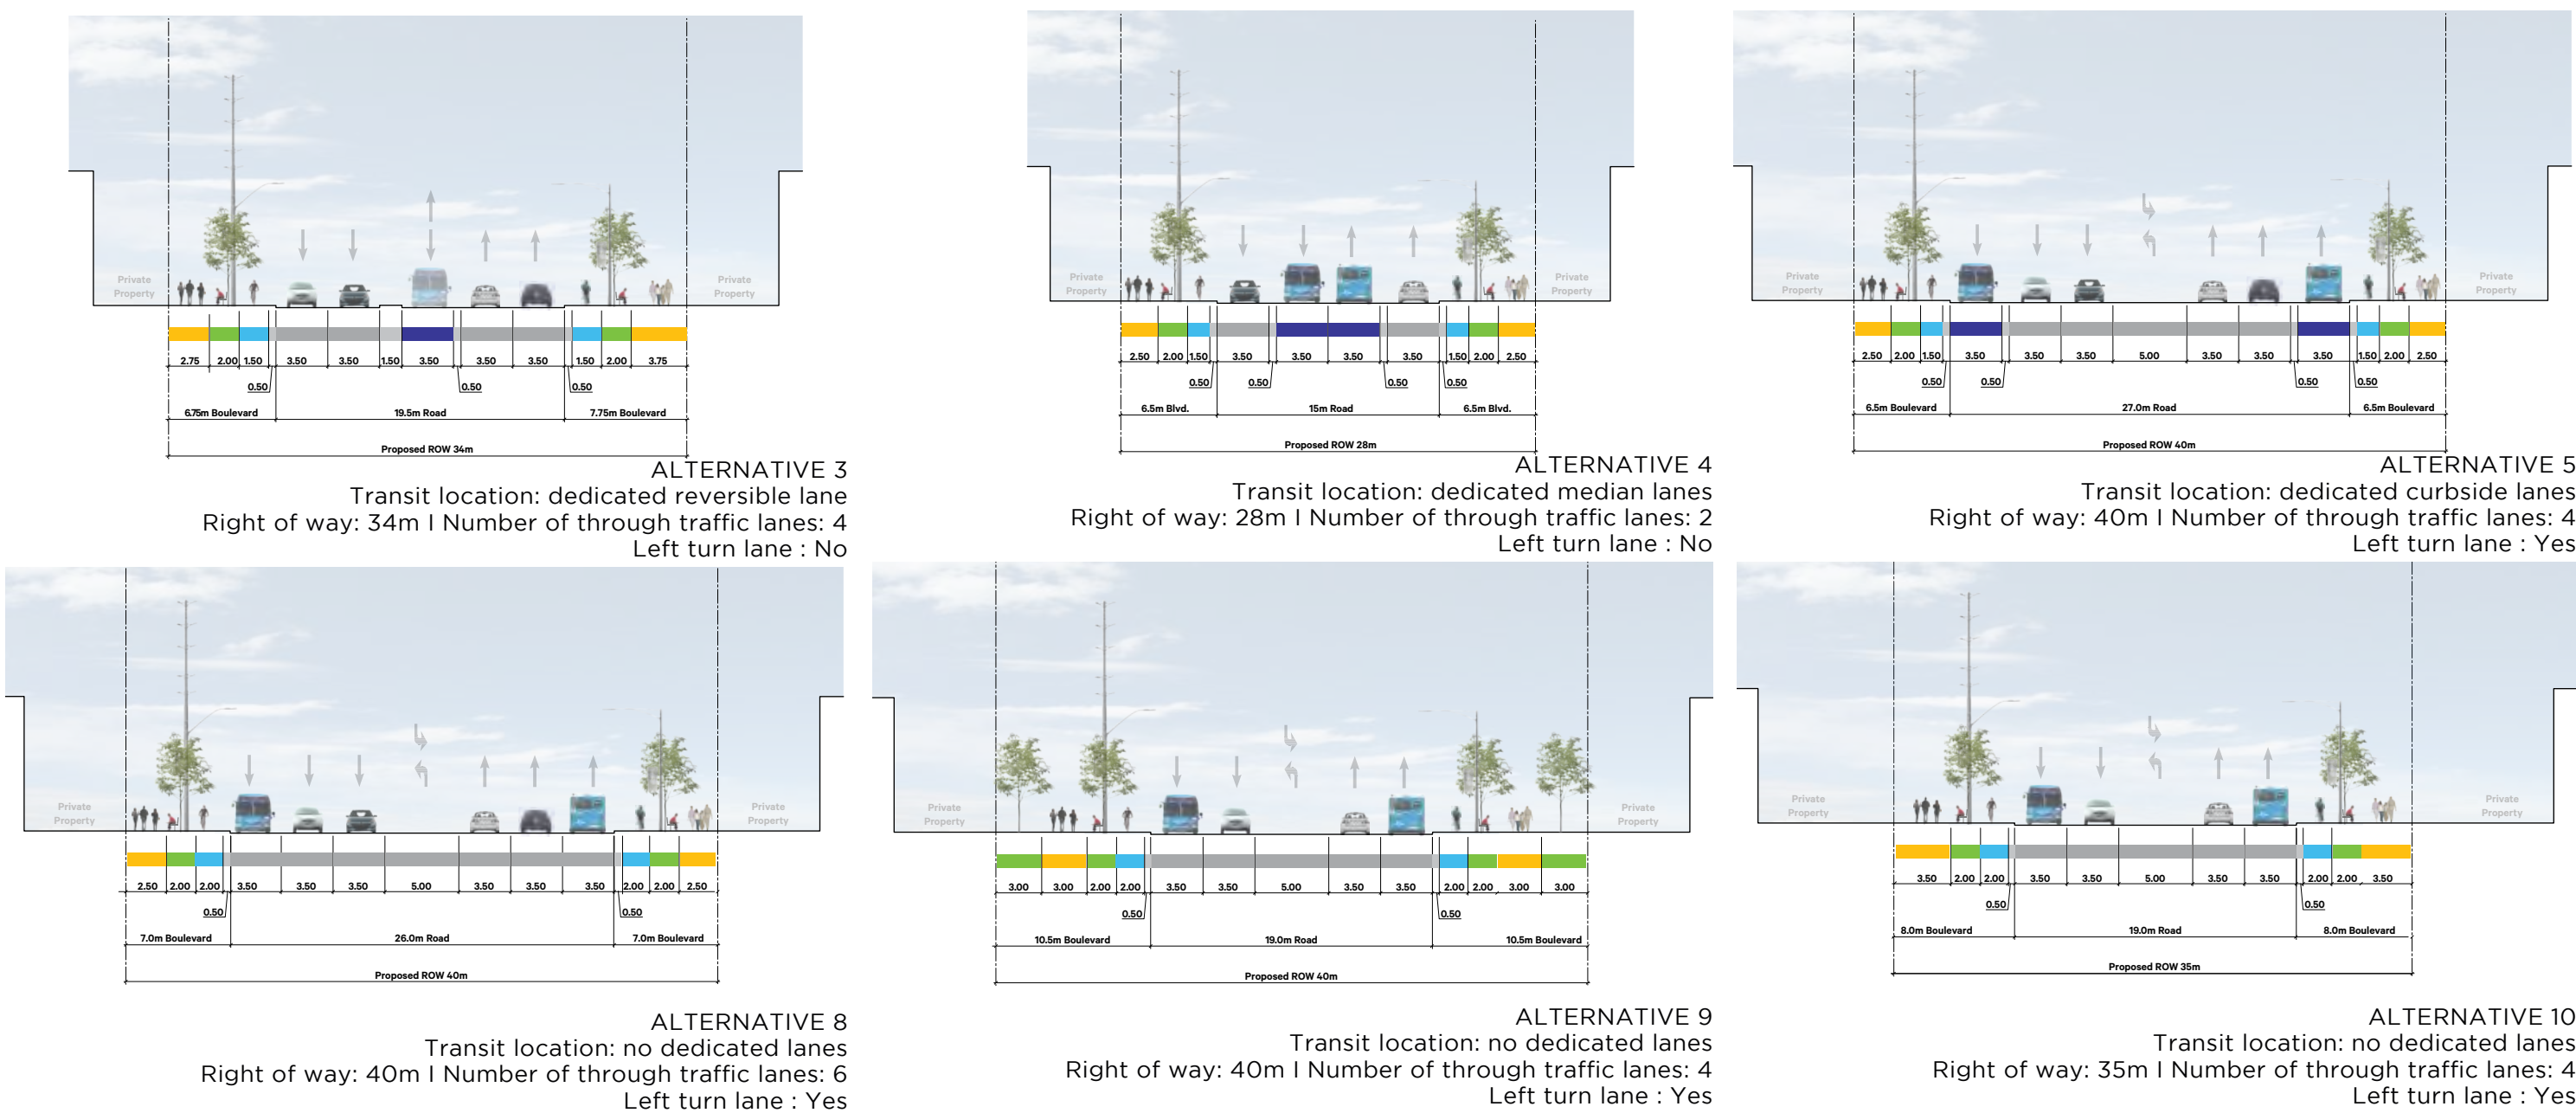 Private
Property
Private
Property
2.75 2.00 1.50 3.50 3.50 1.50 3.50 3.50 3.50 1.50 2.00 3.75
0.50 0.50 0.50
6.75m Boulevard 19.5m Road 7.75m Boulevard
Proposed ROW 34m
ALTERNATIVE 3
Transit location: dedicated reversible lane
Right of way: 34m I Number of through traffic lanes: 4
Left turn lane : No
Private
Property
Private
Property
2.50 2.00 1.50 3.50 3.50 3.50 3.50 1.50 2.00 2.50
0.50 0.50 0.50 0.50
6.5m Blvd. 15m Road 6.5m Blvd.
Proposed ROW 28m
ALTERNATIVE 4
Transit location: dedicated median lanes
Right of way: 28m I Number of through traffic lanes: 2
Left turn lane : No
Private
Property
Private
Property
2.50 2.00 1.50 3.50 3.50 3.50 5.00 3.50 3.50 3.50 1.50 2.00 2.50
0.50 0.50 0.50 0.50
6.5m Boulevard 27.0m Road 6.5m Boulevard
Proposed ROW 40m
ALTERNATIVE 5
Transit location: dedicated curbside lanes
Right of way: 40m I Number of through traffic lanes: 4
Left turn lane : Yes
Private
Property
Private
Property
2.50 2.00 2.00 3.50 3.50 3.50 5.00 3.50 3.50 3.50 2.00 2.00 2.50
0.50 0.50
7.0m Boulevard 26.0m Road 7.0m Boulevard
Proposed ROW 40m
ALTERNATIVE 8
Transit location: no dedicated lanes
Right of way: 40m I Number of through traffic lanes: 6
Left turn lane : Yes
Private
Property
Private
Property
3.00 3.00 2.00 2.00 3.50 3.50 5.00 3.50 3.50 2.00 2.00 3.00 3.00
0.50 0.50
10.5m Boulevard 19.0m Road 10.5m Boulevard
Proposed ROW 40m
ALTERNATIVE 9
Transit location: no dedicated lanes
Right of way: 40m I Number of through traffic lanes: 4
Left turn lane : Yes
Private
Property
Private
Property
3.50 2.00 2.00 3.50 3.50 5.00 3.50 3.50 2.00 2.00 3.50
0.50 0.50
8.0m Boulevard 19.0m Road 8.0m Boulevard
Proposed ROW 35m
ALTERNATIVE 10
Transit location: no dedicated lanes
Right of way: 35m I Number of through traffic lanes: 4
Left turn lane : Yes